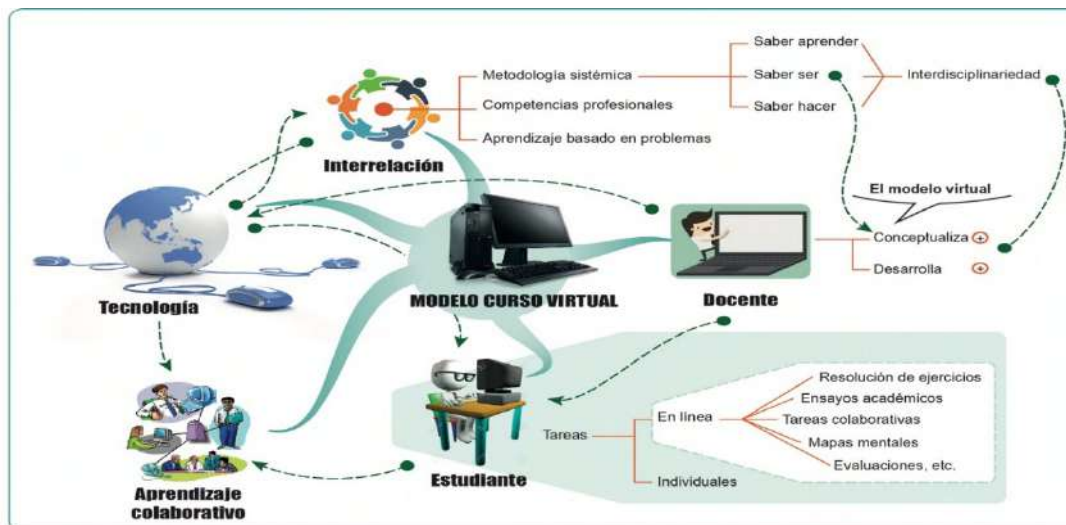 Saber aprender
Metodología sistémica
Saber ser
Interdisciplinariedad
Competencias profesionales
Saber hacer
Aprendizaje basado en problemas
Interrelación
El modelo virtual
Conceptualiza
Desarrolla
Tecnología
MODELO CURSO VIRTUAL
Docente
Resolución de ejercicios
En línea
Ensayos académicos
Tareas colaborativas
Tareas
Mapas mentales
Evaluaciones, etc.
Individuales
Estudiante
Aprendizaje
colaborativo